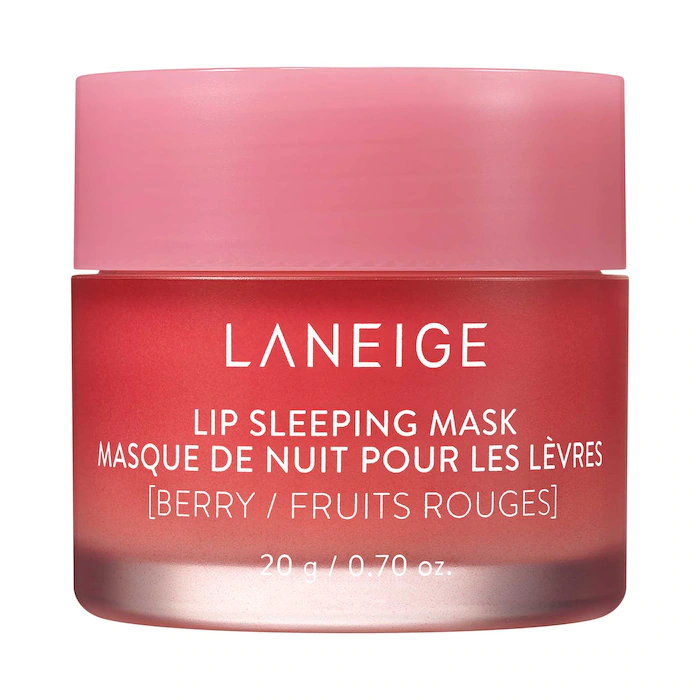 LANEIGE
LIP SLEEPING MASK
MASQUE DE NUIT POUR LES LÈVRES
[BERRY / FRUITS ROUGES]
20 g / 0.70 oz.